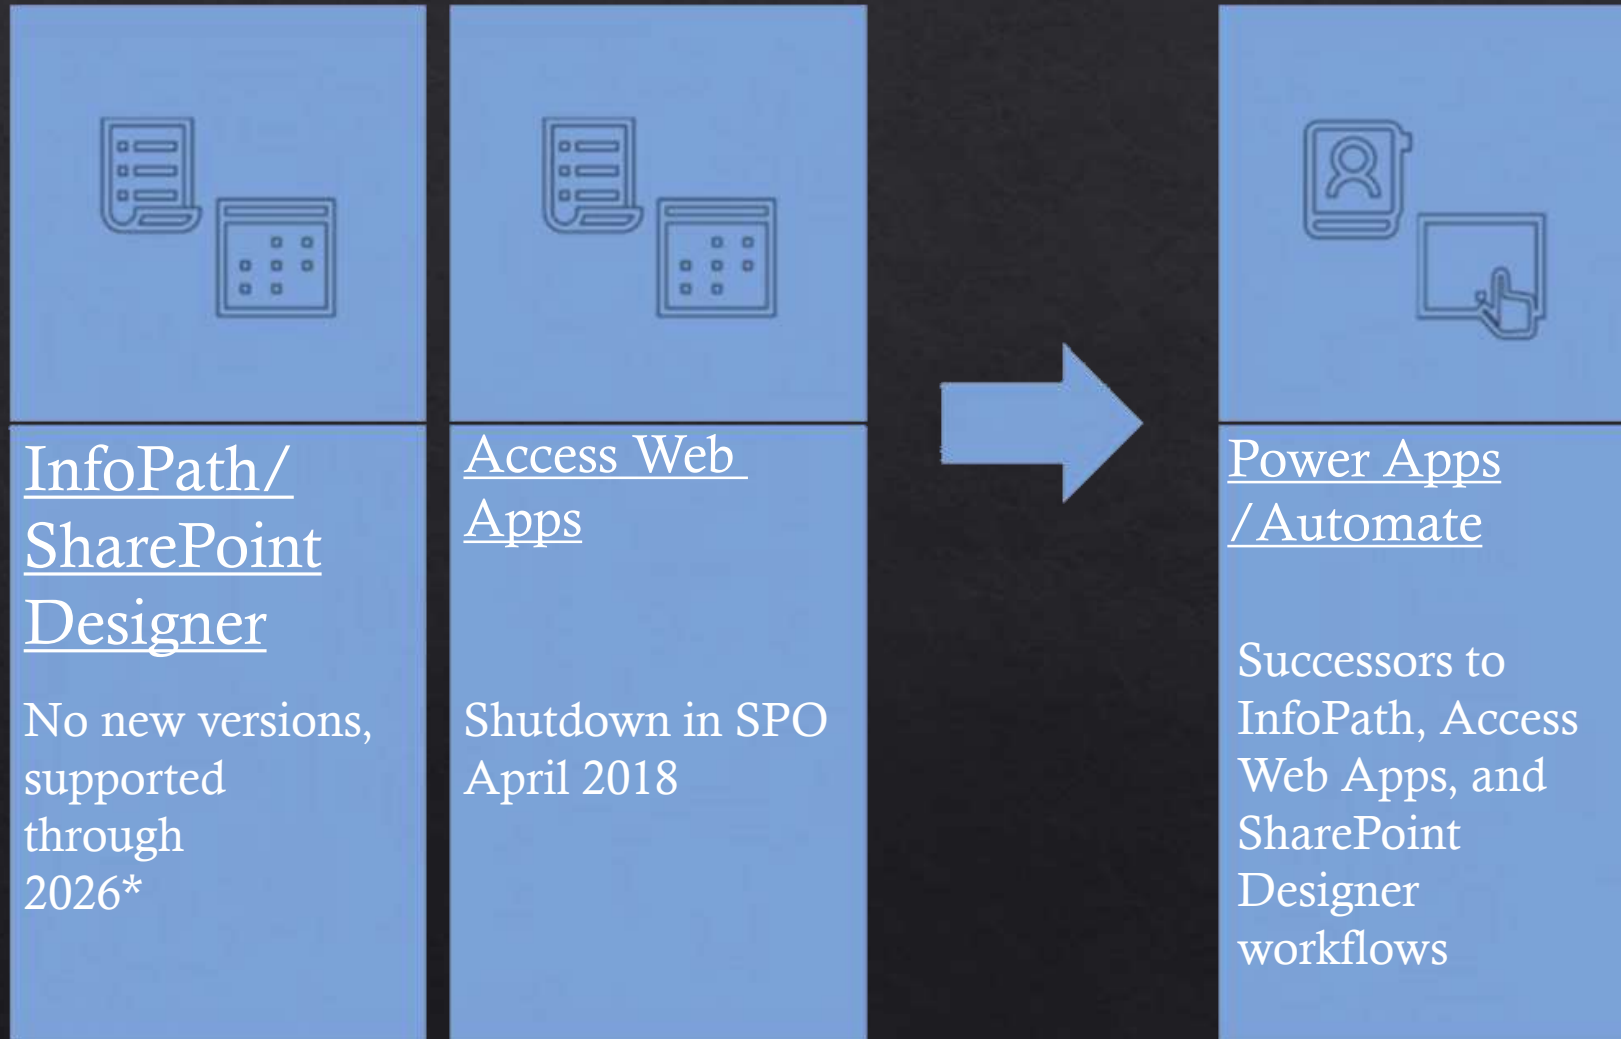 InfoPath/
SharePoint
Designer
No new versions,
supported
through
2026*
Access Web
Apps
Shutdown in SPO
April 2018
Power Apps
/Automate
Successors to
InfoPath, Access
Web Apps, and
SharePoint
Designer
workflows